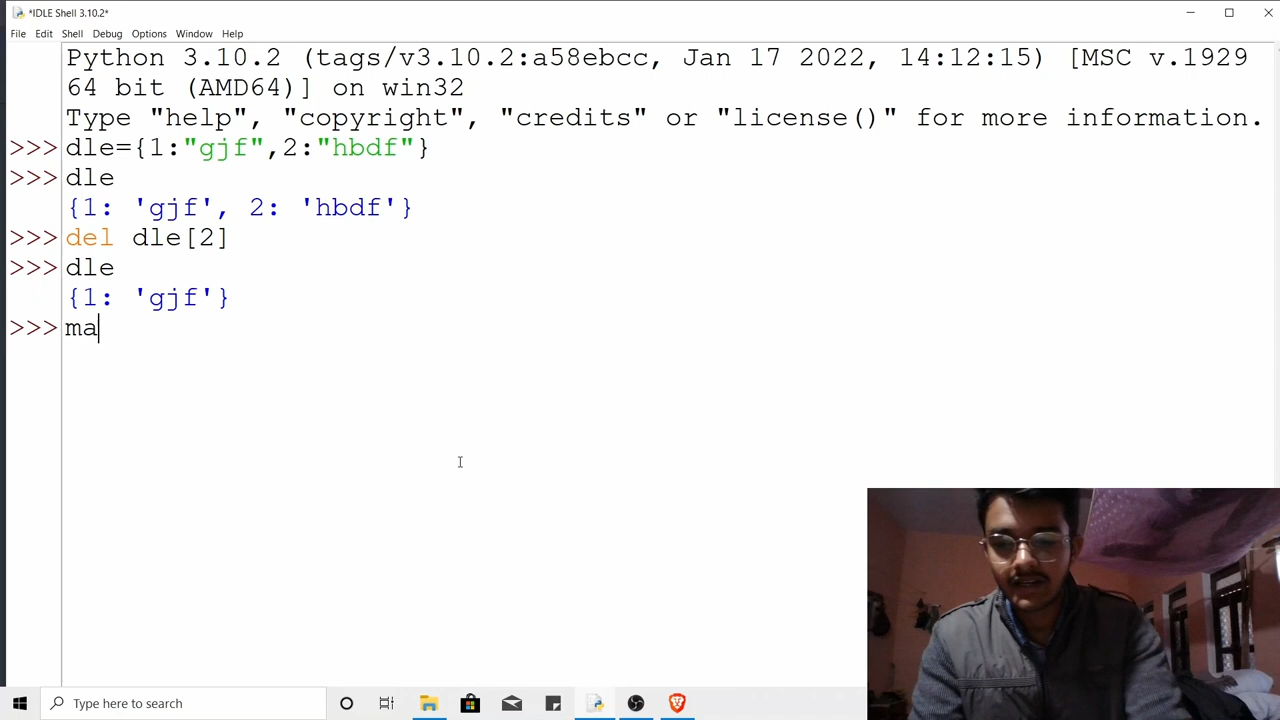 *IDLE Shell 3.10.2*
File Edit Shell Debug Options Window Help
Python 3.10.2 (tags/v3.10.2:a58ebcc, Jan 17 2022, 14:12:15) [MSC v.1929
64 bit (AMD64)] on win32
Type "help", "copyright", "credits" or "license()" for more information.
>>> dle={1:"gjf",2:"hbdf"}
>>> dle
{1: 'gjf', 2: 'hbdf'}
>>> del dle[2]
>>> dle
{1: 'gjf'}
>>> ma
Type here to search